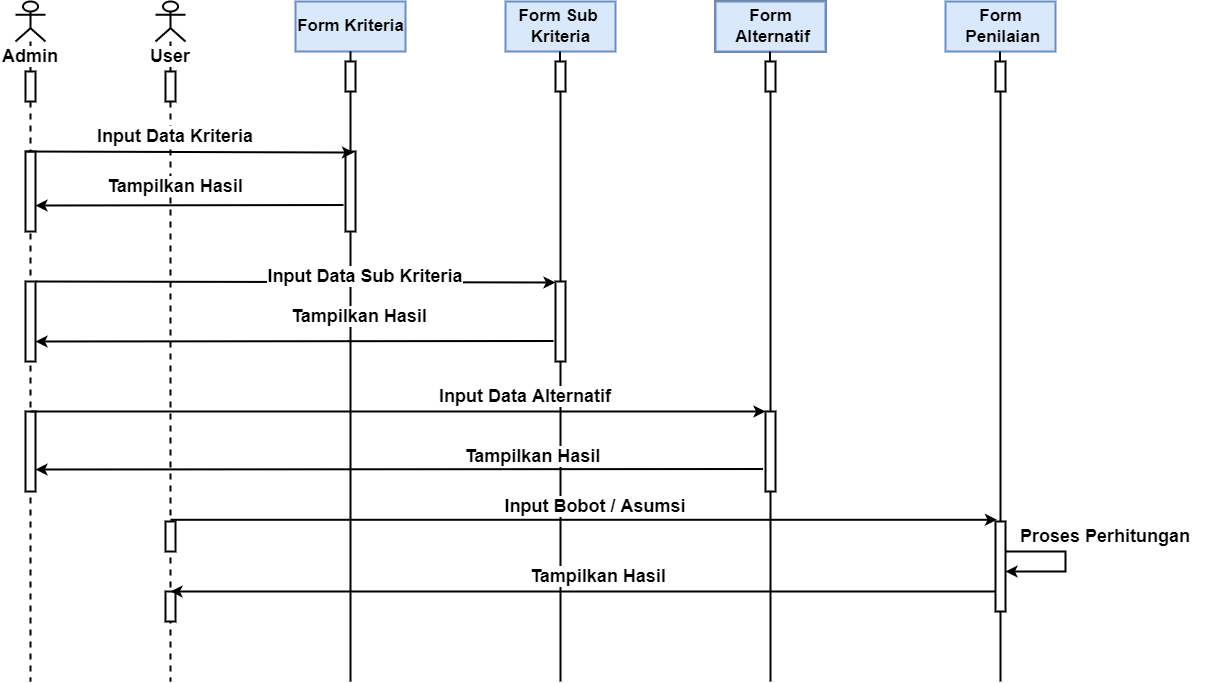 Admin
User
Form Kriteria
Form Sub
Kriteria
Form
Alternatif
Form
Penilaian
Input Data Kriteria
Tampilkan Hasil
Input Data Sub Kriteria
Tampilkan Hasil
Input Data Alternatif
Tampilkan Hasil
Input Bobot / Asumsi
Proses Perhitungan
Tampilkan Hasil